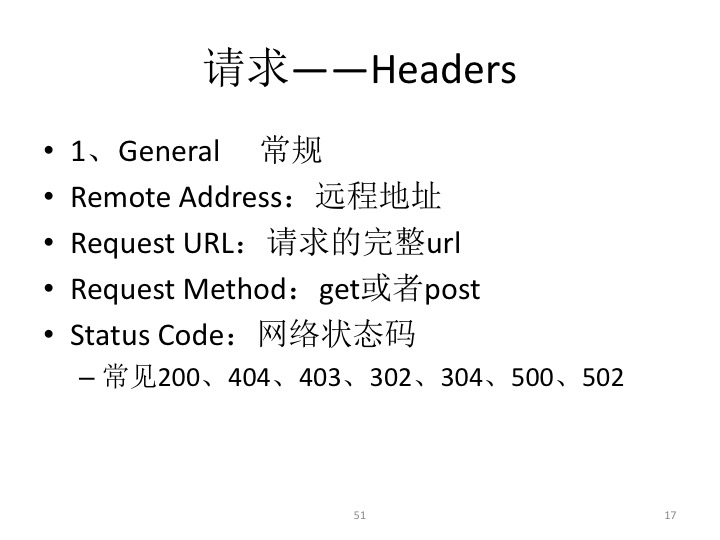 请求——Headers
• 1、General 常规
• Remote Address：远程地址
• Request URL：请求的完整url
• Request Method：get或者post
• Status Code：网络状态码
– 常见200、404、403、302、304、500、502
51
17